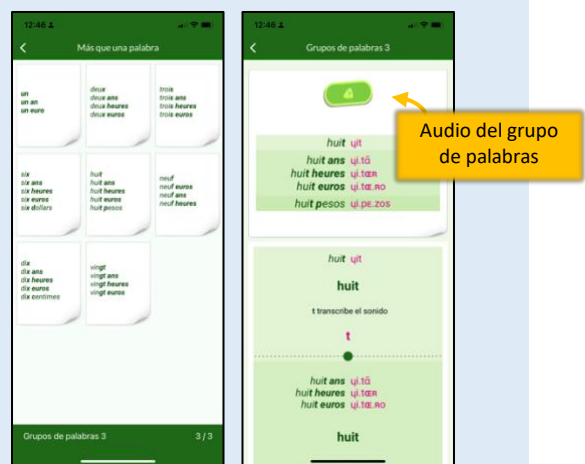 12:46
Más que una palabra
un
un an
un euro
deux
deux ans
deux heures
deux euros
trois
trois ans
trois heures
trois euros
six
six ans
six heures
six euros
six dollars
huit
huit ans
huit heures
huit euros
huit pesos
neuf
neuf euros
neuf ans
neuf heures
dix
dix ans
dix heures
dix euros
dix centimes
vingt
vingt ans
vingt heures
vingt euros
Grupos de palabras 3 3/3
12:46
Grupos de palabras 3
huit ɥit
huit ans ɥi.tɑ̃
huit heures ɥi.tœʀ
huit euros ɥi.tœ.ʀo
huit pesos ɥi.pe.zos
huit ɥit
huit
t transcribe el sonido
t
huit ans ɥi.tɑ̃
huit heures ɥi.tœʀ
huit euros ɥi.tœ.ʀo
huit
Audio del grupo
de palabras